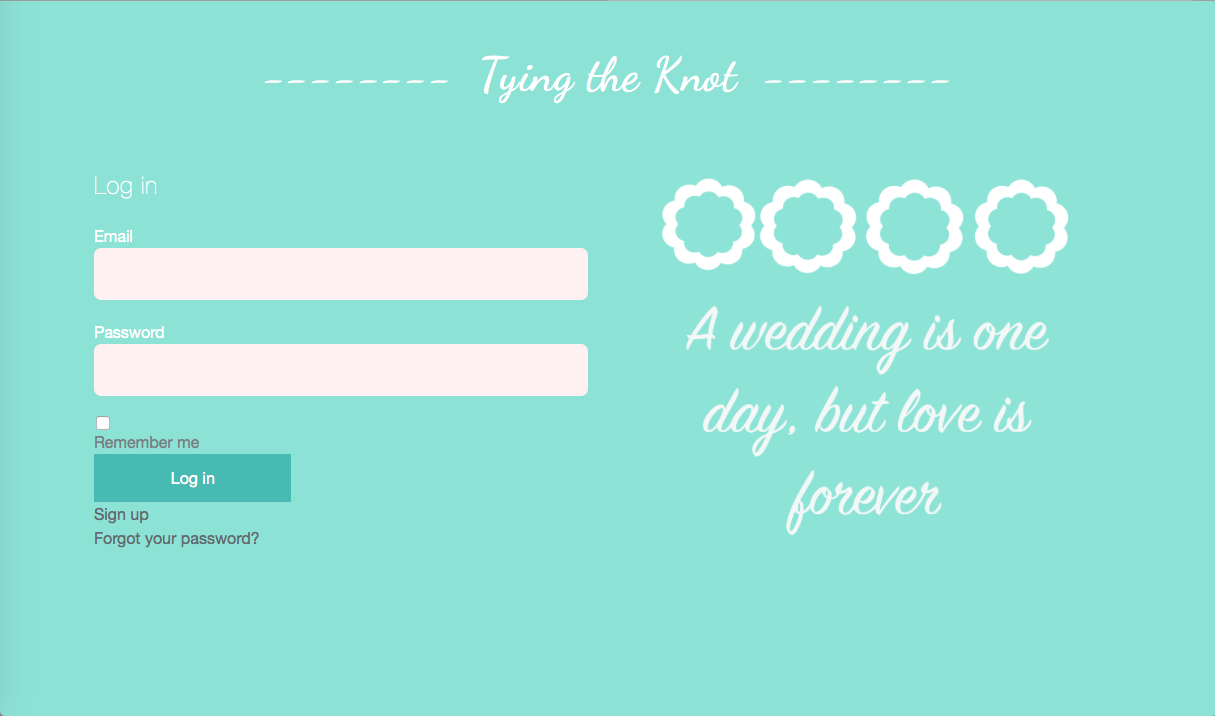 -------- Tying the Knot --------
Log in
Email
Password
Remember me
Log in
Sign up
Forgot your password?
A wedding is one
day, but love is
forever